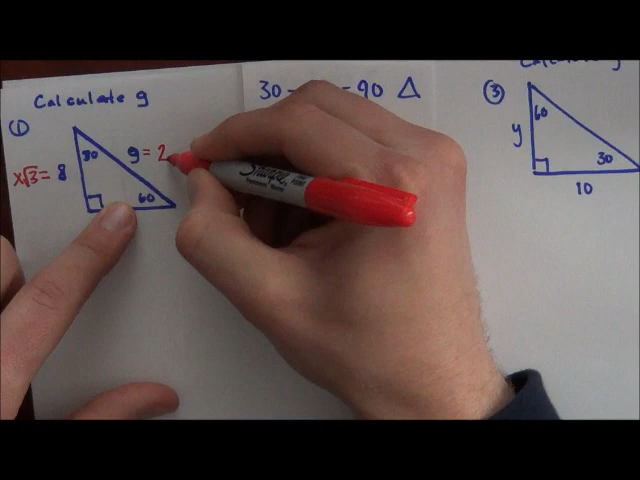 Calculate g
①
30
x√3 = 8
g = 2
60
30 - - 90 △
Sharpie
③
60
y
30
10